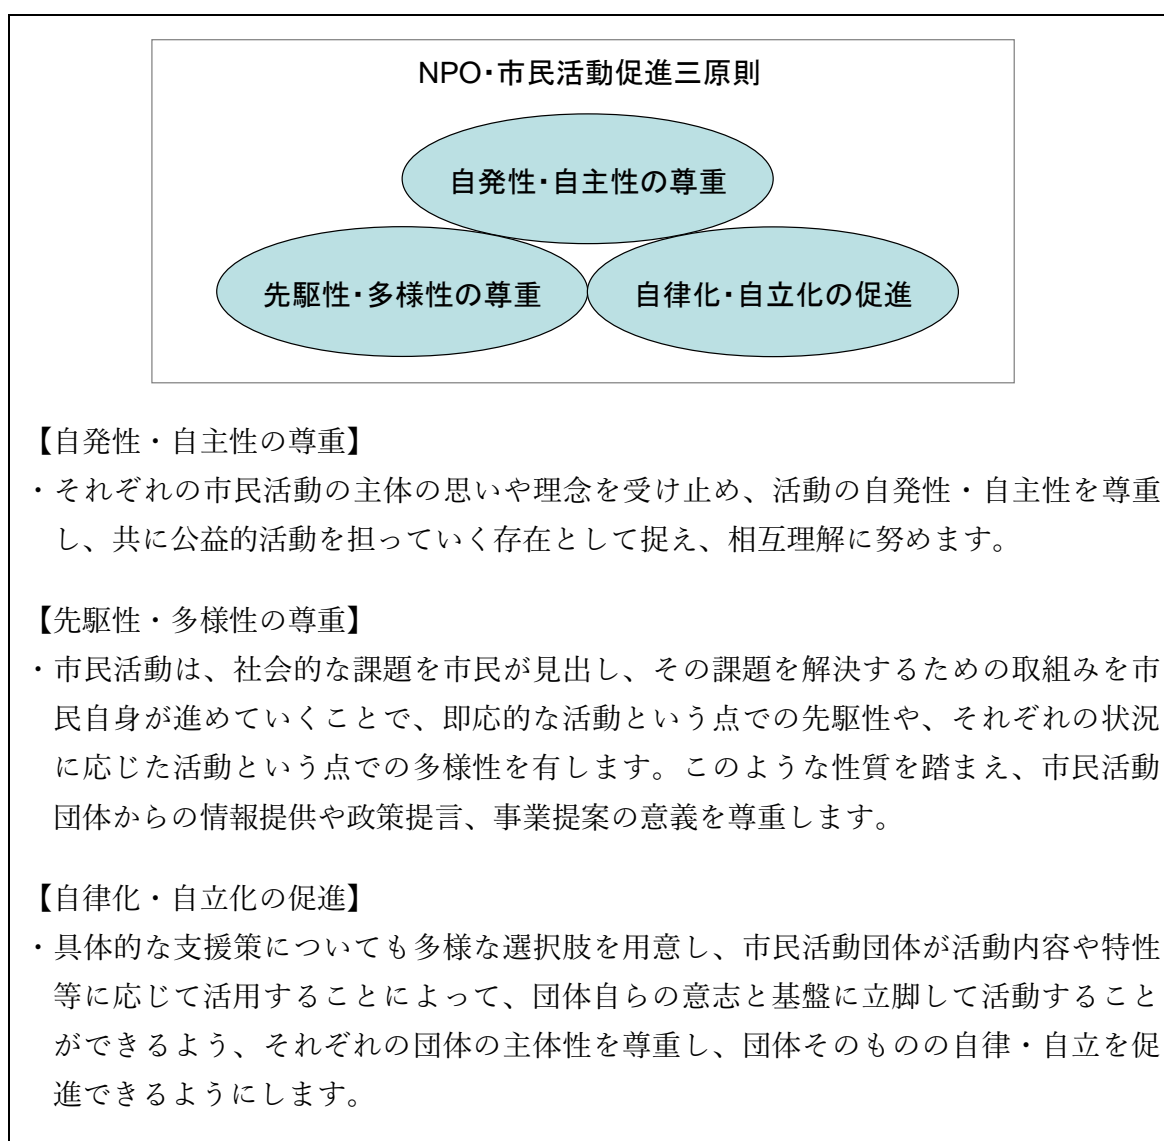 NPO・市民活動促進三原則
自発性・自主性の尊重
先駆性・多様性の尊重
自律化・自立化の促進
【自発性・自主性の尊重】
・それぞれの市民活動の主体の思いや理念を受け止め、活動の自発性・自主性を尊重
し、共に公益的活動を担っていく存在として捉え、相互理解に努めます。
【先駆性・多様性の尊重】
・市民活動は、社会的な課題を市民が見出し、その課題を解決するための取組みを市
民自身が進めていくことで、即応的な活動という点での先駆性や、それぞれの状況
に応じた活動という点での多様性を有します。このような性質を踏まえ、市民活動
団体からの情報提供や政策提言、事業提案の意義を尊重します。
【自律化・自立化の促進】
・具体的な支援策についても多様な選択肢を用意し、市民活動団体が活動内容や特性
等に応じて活用することによって、団体自らの意志と基盤に立脚して活動すること
ができるよう、それぞれの団体の主体性を尊重し、団体そのものの自律・自立を促
進できるようにします。